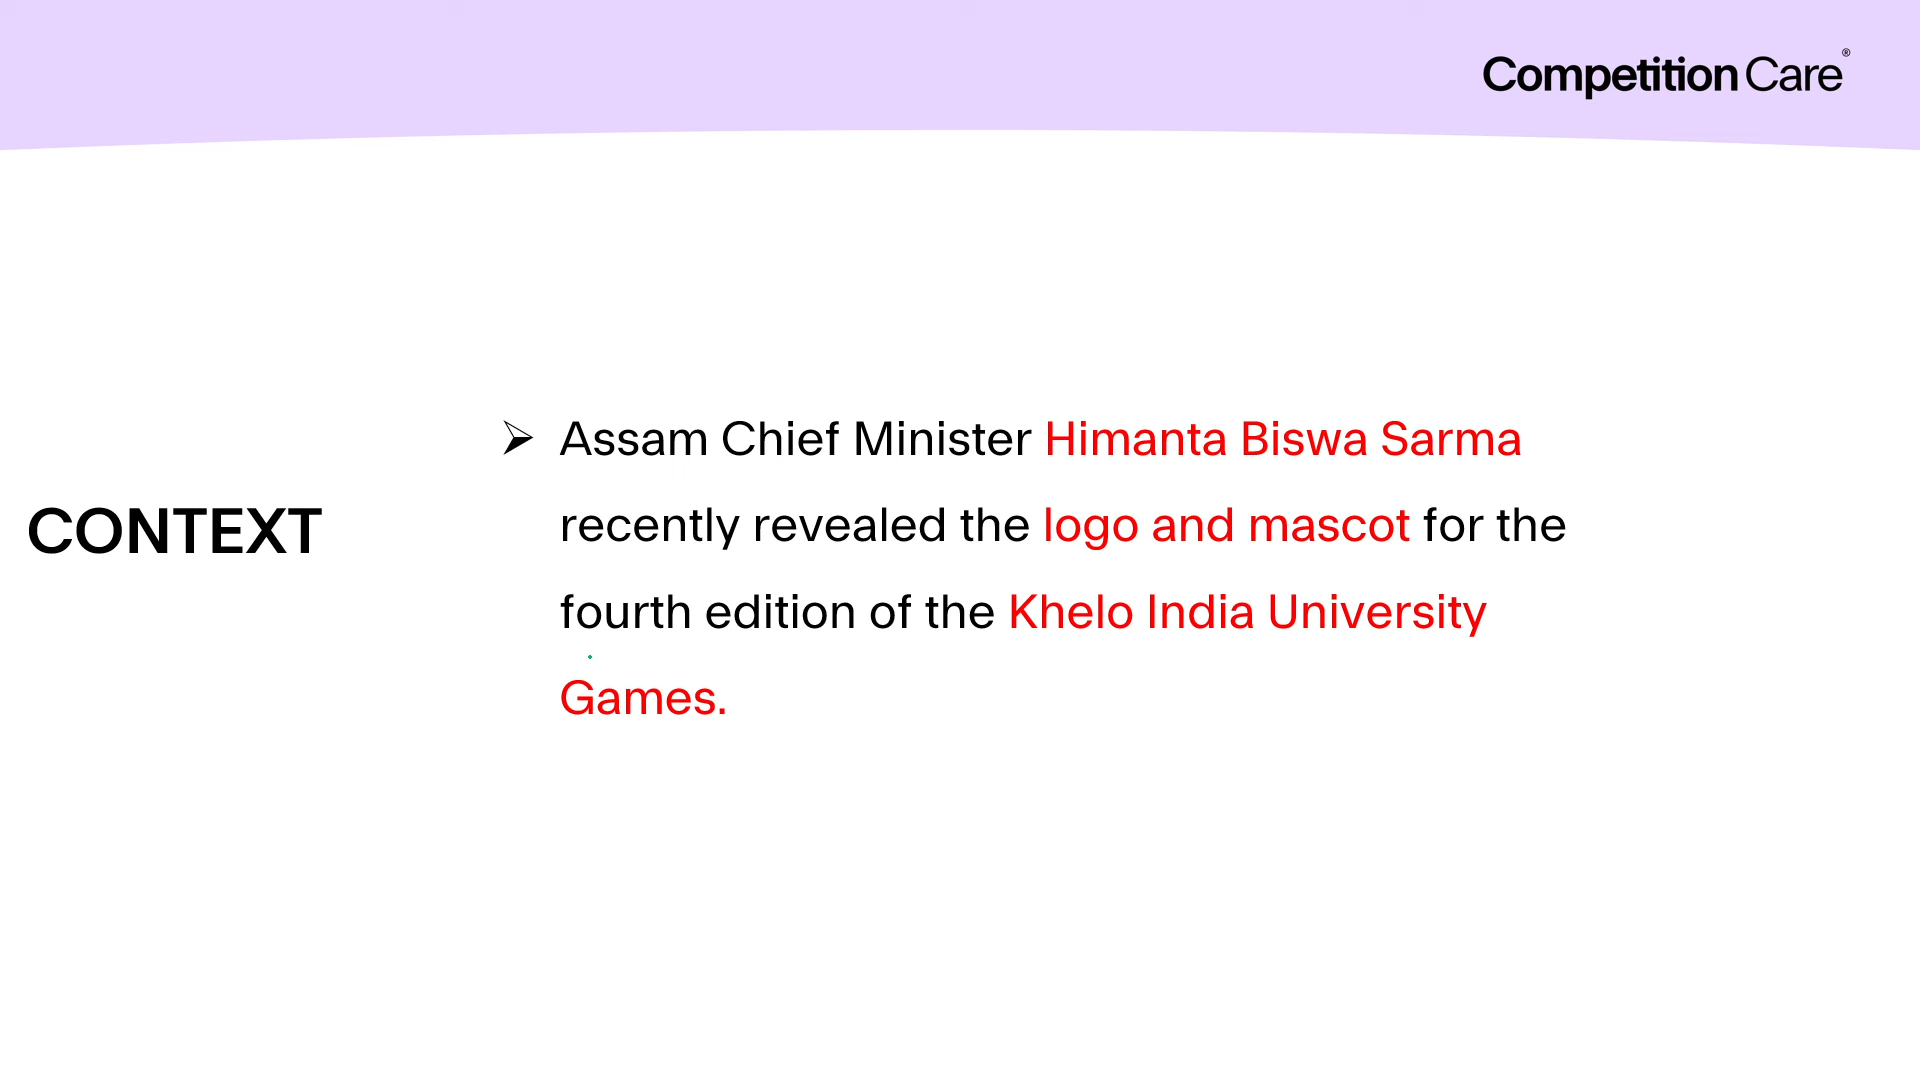 Competition Care®
CONTEXT
➢ Assam Chief Minister Himanta Biswa Sarma
recently revealed the logo and mascot for the
fourth edition of the Khelo India University
Games.